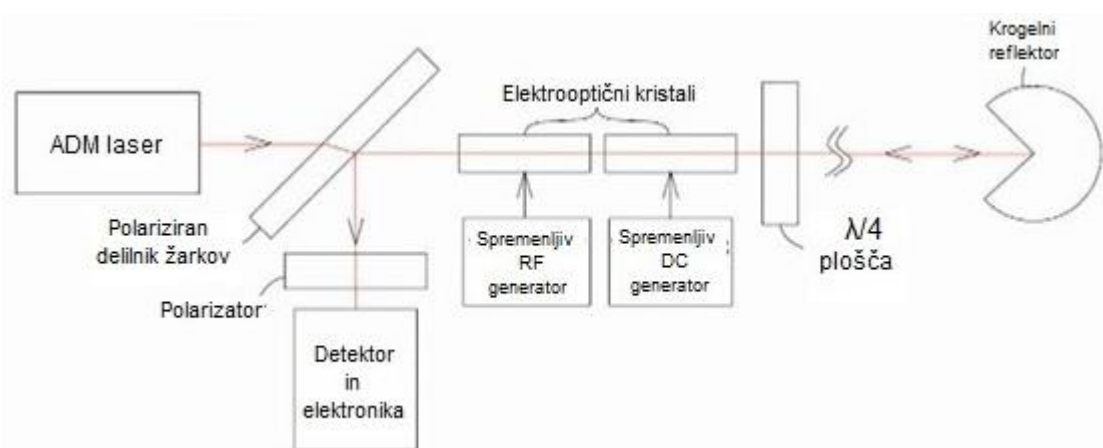 Krogelni
reflektor
Elektrooptični kristali
ADM laser
Polariziran
delilnik žarkov
Spremenljiv
RF
generator
Spremenljiv
DC
generator
λ/4
plošča
Polarizator
Detektor
in
elektronika